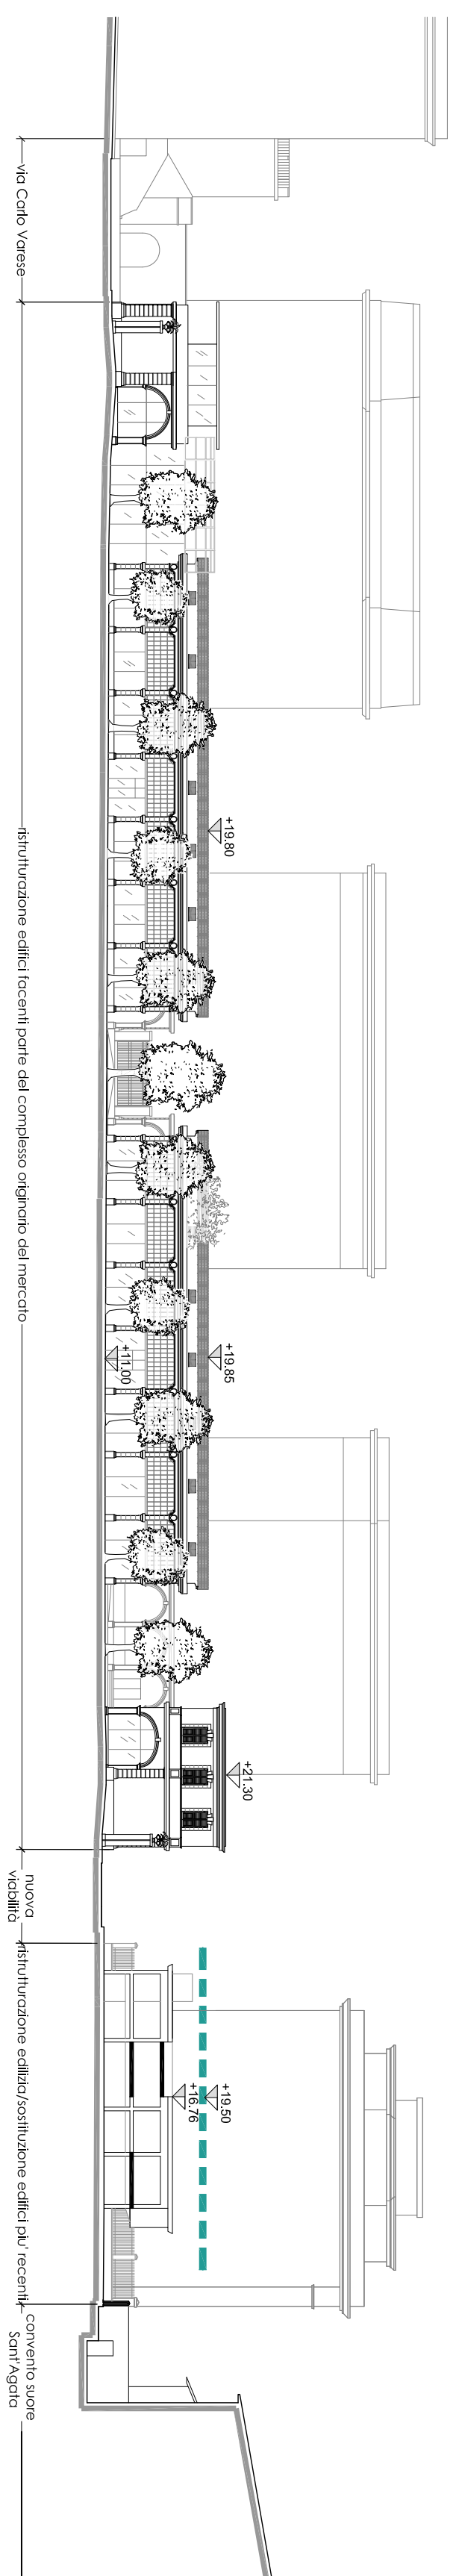 via Carlo Varese
ristrutturazione edifici facenti parte del complesso originario del mercato
nuova
viabilità
ristrutturazione edilizia/sostituzione edifici piu' recenti
convento suore
Sant'Agata
+19.80
+11.00
+19.85
+21.30
+16.76
+19.50